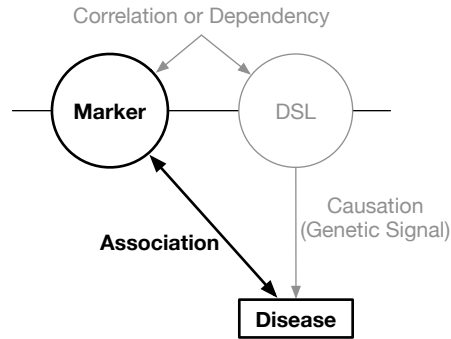 Correlation or Dependency
Marker
DSL
Causation
(Genetic Signal)
Association
Disease